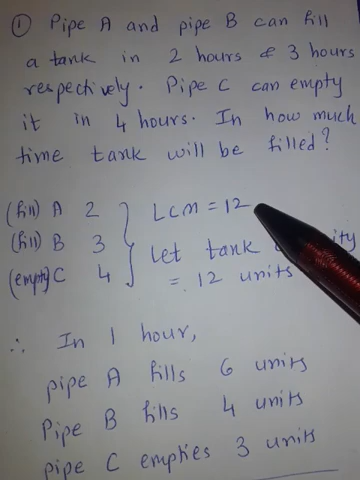 ① Pipe A and pipe B can fill
a tank in 2 hours & 3 hours
respectively. Pipe C can empty
it in 4 hours. In how much
time tank will be filled?
(fill) A 2 } LCM = 12
(fill) B 3 Let tank
(empty) C 4 = 12 units
∴ In 1 hour,
pipe A fills 6 units
Pipe B fills 4 units
pipe C empties 3 units